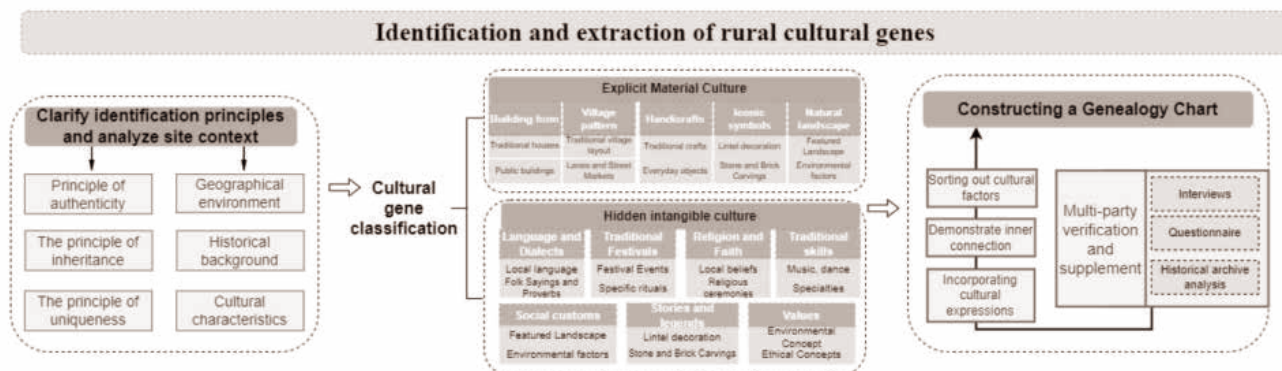 Identification and extraction of rural cultural genes
Clarify identification principles
and analyze site context
Principle of
authenticity
Geographical
environment
The principle of
inheritance
Historical
background
The principle of
uniqueness
Cultural
characteristics
Cultural
gene
classification
Explicit Material Culture
Building from
Village
pattern
Handicrafts
Iconic
symbols
Natural
landscape
Traditional houses
Traditional village
layout
Traditional crafts
Lintel decoration
Featured
Landscape
Public buildings
Lanes and Street
Markets
Everyday objects
Stone and Brick
Carvings
Environmental
factors
Hidden intangible culture
Language and
Dialects
Traditional
Festivals
Religion and
Faith
Traditional
skills
Local language
Folk Sayings and
Proverbs
Festival Events
Specific rituals
Local beliefs
Religious
ceremonies
Music, dance
Specialties
Social customs
Stories and
legends
Values
Featured Landscape
Environmental factors
Lintel decoration
Stone and Brick Carvings
Environmental
Concept
Ethical Concepts
Constructing a Genealogy Chart
Sorting out cultural
factors
Demonstrate inner
connection
Incorporating
cultural
expressions
Multi-party
verification
and
supplement
Interviews
Questionnaire
Historical archive
analysis